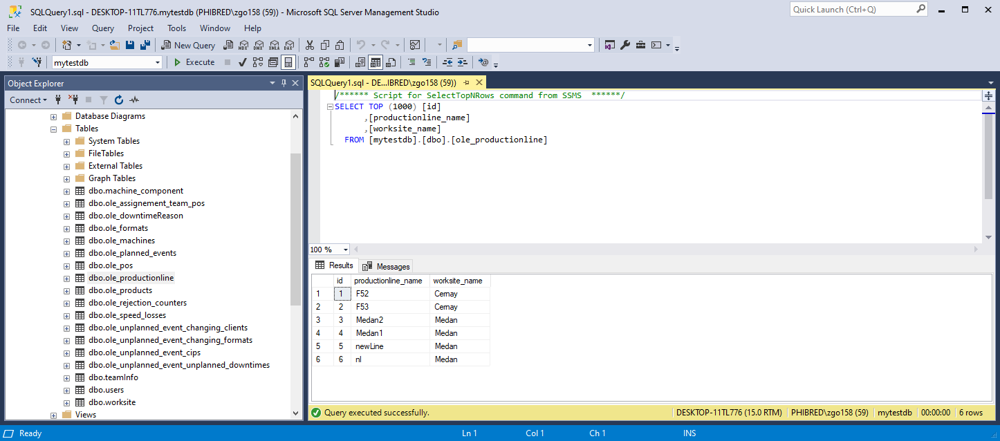 SQLQuery1.sql - DESKTOP-11TL776.mytestdb (PHIBRED\zgo158 (59)) - Microsoft SQL Server Management Studio
Quick Launch (Ctrl+Q)
File Edit View Query Project Tools Window Help
New Query MDX DMX XMLA DAX
mytestdb Execute
Object Explorer
Connect
Database Diagrams
Tables
System Tables
FileTables
External Tables
Graph Tables
dbo.machine_component
dbo.ole_assignement_team_pos
dbo.ole_downtimeReason
dbo.ole_formats
dbo.ole_machines
dbo.ole_planned_events
dbo.ole_pos
dbo.ole_productionline
dbo.ole_products
dbo.ole_rejection_counters
dbo.ole_speed_losses
dbo.ole_unplanned_event_changing_clients
dbo.ole_unplanned_event_changing_formats
dbo.ole_unplanned_event_cips
dbo.ole_unplanned_event_unplanned_downtimes
dbo.teamInfo
dbo.users
dbo.worksite
Views
SQLQuery1.sql - DE...IBRED\zgo158 (59))
/****** Script for SelectTopNRows command from SSMS  ******/
SELECT TOP (1000) [id]
,[productionline_name]
,[worksite_name]
FROM [mytestdb].[dbo].[ole_productionline]
100 %
Results Messages
id productionline_name worksite_name
1 1 F52 Cernay
2 2 F53 Cernay
3 3 Medan2 Medan
4 4 Medan1 Medan
5 5 newLine Medan
6 6 nl Medan
Query executed successfully. DESKTOP-11TL776 (15.0 RTM) PHIBRED\zgo158 (59) mytestdb 00:00:00 6 rows
Ready Ln 1 Col 1 Ch 1 INS